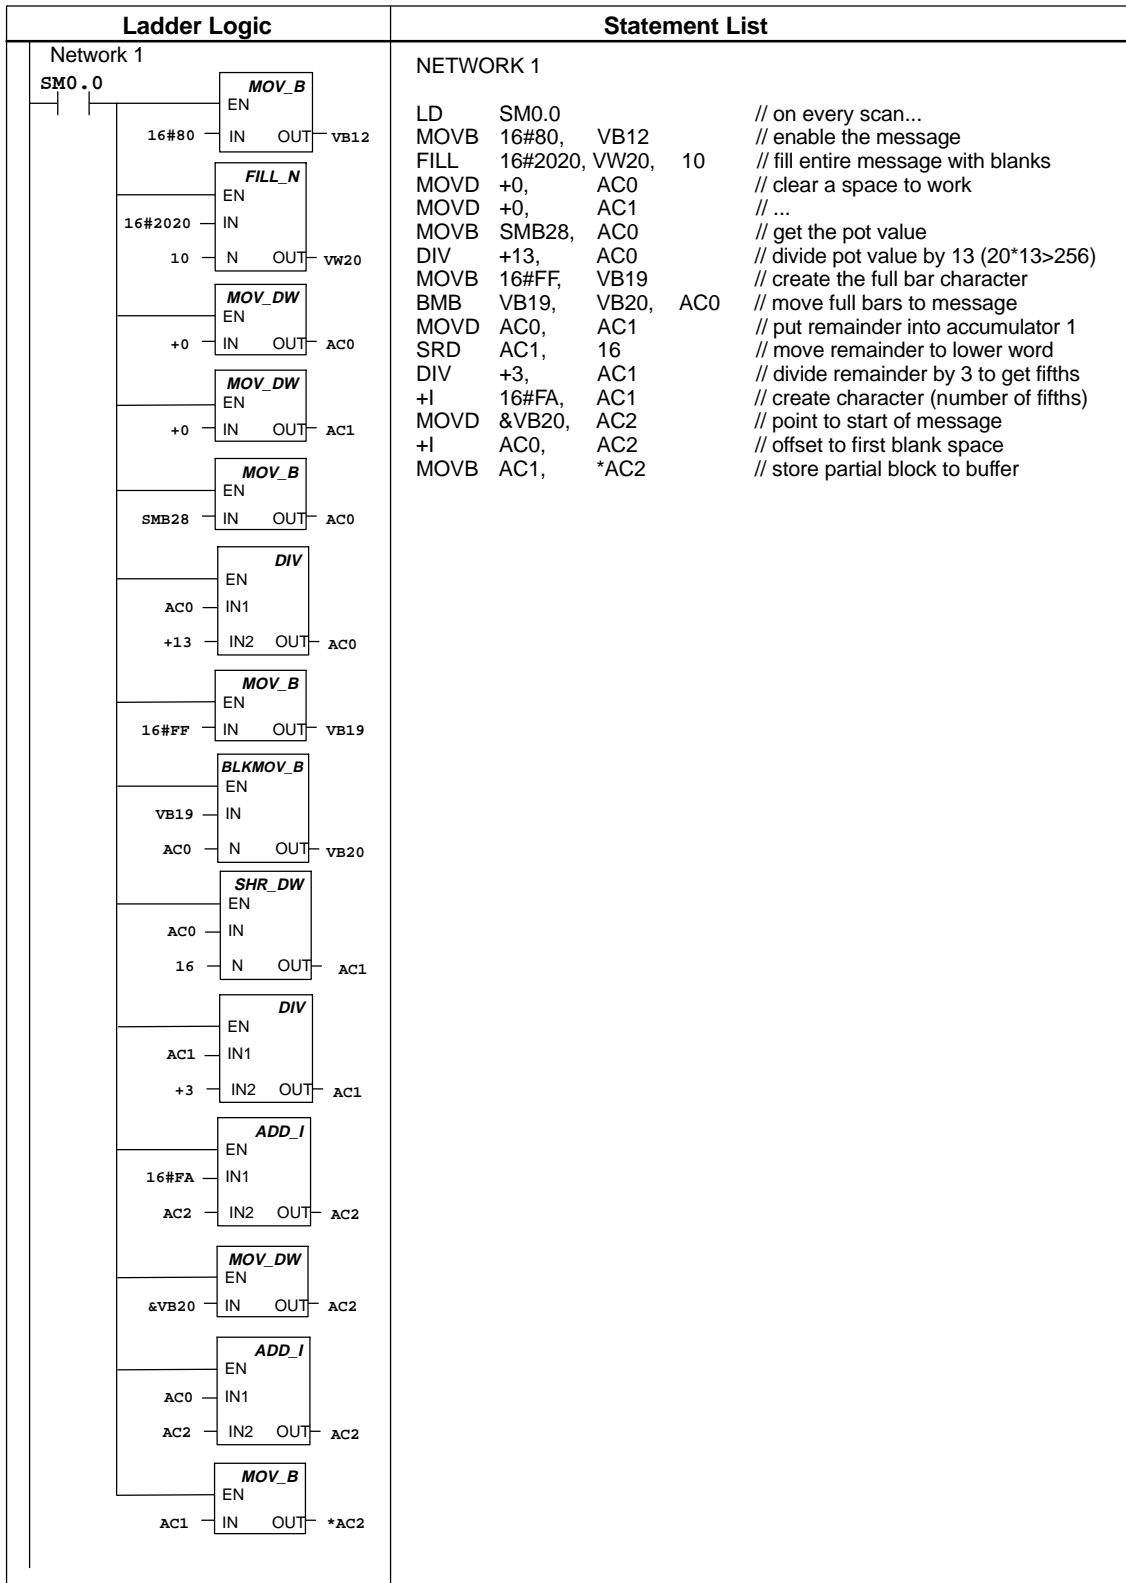 Ladder Logic
Statement List
Network 1
SM0.0
MOV_B
EN
16#80 IN OUT VB12
FILL_N
EN
16#2020 IN
10 N OUT VW20
MOV_DW
EN
+0 IN OUT AC0
MOV_DW
EN
+0 IN OUT AC1
MOV_B
EN
SMB28 IN OUT AC0
DIV
EN
AC0 IN1
+13 IN2 OUT AC0
MOV_B
EN
16#FF IN OUT VB19
BLKMOV_B
EN
VB19 IN
AC0 N OUT VB20
SHR_DW
EN
AC0 IN
16 N OUT AC1
DIV
EN
AC1 IN1
+3 IN2 OUT AC1
ADD_I
EN
16#FA IN1
AC2 IN2 OUT AC2
MOV_DW
EN
&VB20 IN OUT AC2
ADD_I
EN
AC0 IN1
AC2 IN2 OUT AC2
MOV_B
EN
AC1 IN OUT *AC2
NETWORK 1
LD SM0.0 // on every scan...
MOVB 16#80, VB12 // enable the message
FILL 16#2020, VW20, 10 // fill entire message with blanks
MOVD +0, AC0 // clear a space to work
MOVD +0, AC1 // ...
MOVB SMB28, AC0 // get the pot value
DIV +13, AC0 // divide pot value by 13 (20*13>256)
MOVB 16#FF, VB19 // create the full bar character
BMB VB19, VB20, AC0 // move full bars to message
MOVD AC0, AC1 // put remainder into accumulator 1
SRD AC1, 16 // move remainder to lower word
DIV +3, AC1 // divide remainder by 3 to get fifths
+I 16#FA, AC1 // create character (number of fifths)
MOVD &VB20, AC2 // point to start of message
+I AC0, AC2 // offset to first blank space
MOVB AC1, *AC2 // store partial block to buffer